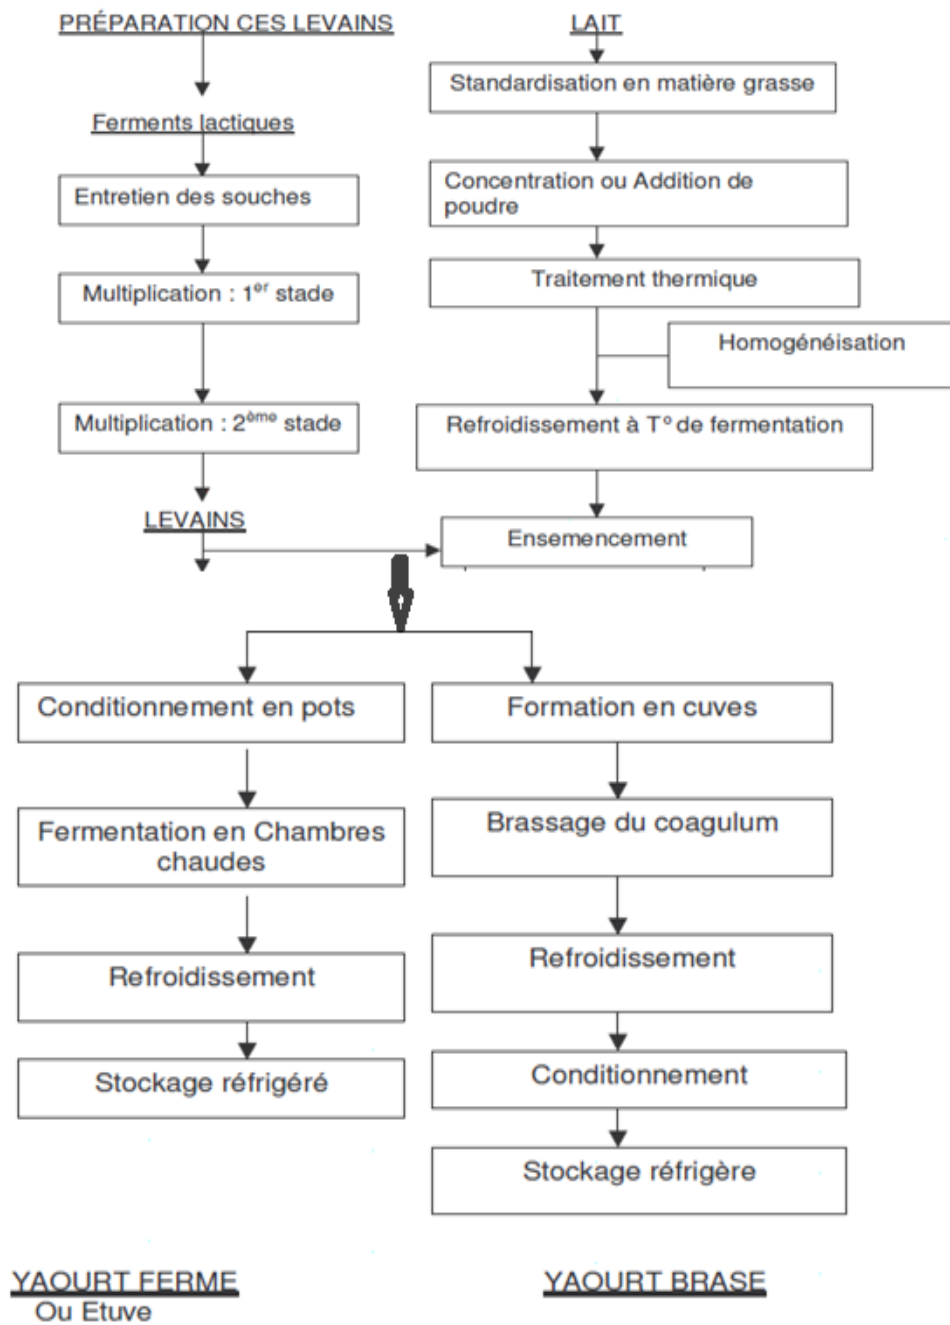 PRÉPARATION CES LEVAINS
Ferments lactiques
Entretien des souches
Multiplication : 1er stade
Multiplication : 2ème stade
LEVAINS
LAIT
Standardisation en matière grasse
Concentration ou Addition de
poudre
Traitement thermique
Homogénéisation
Refroidissement à T° de fermentation
Ensemencement
Conditionnement en pots
Fermentation en Chambres
chaudes
Refroidissement
Stockage réfrigéré
YAOURT FERME
Ou Etuve
Formation en cuves
Brassage du coagulum
Refroidissement
Conditionnement
Stockage réfrigère
YAOURT BRASE